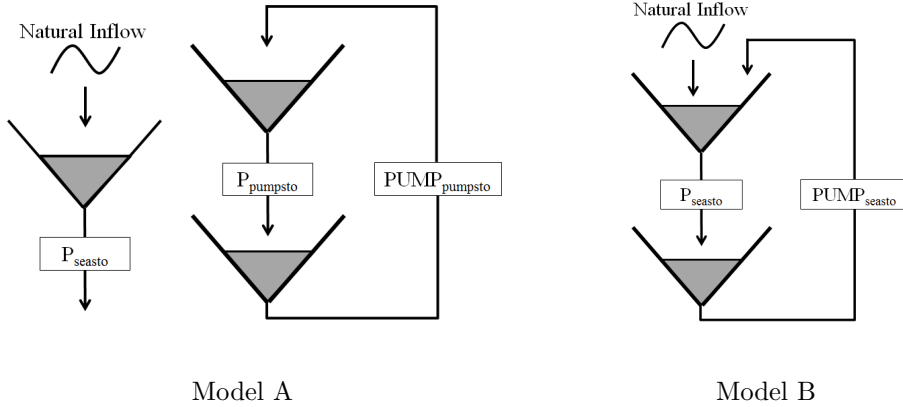 Natural Inflow
P_seasto
P_pumpsto
PUMP_pumpsto
Model A
Natural Inflow
P_seasto
PUMP_seasto
Model B